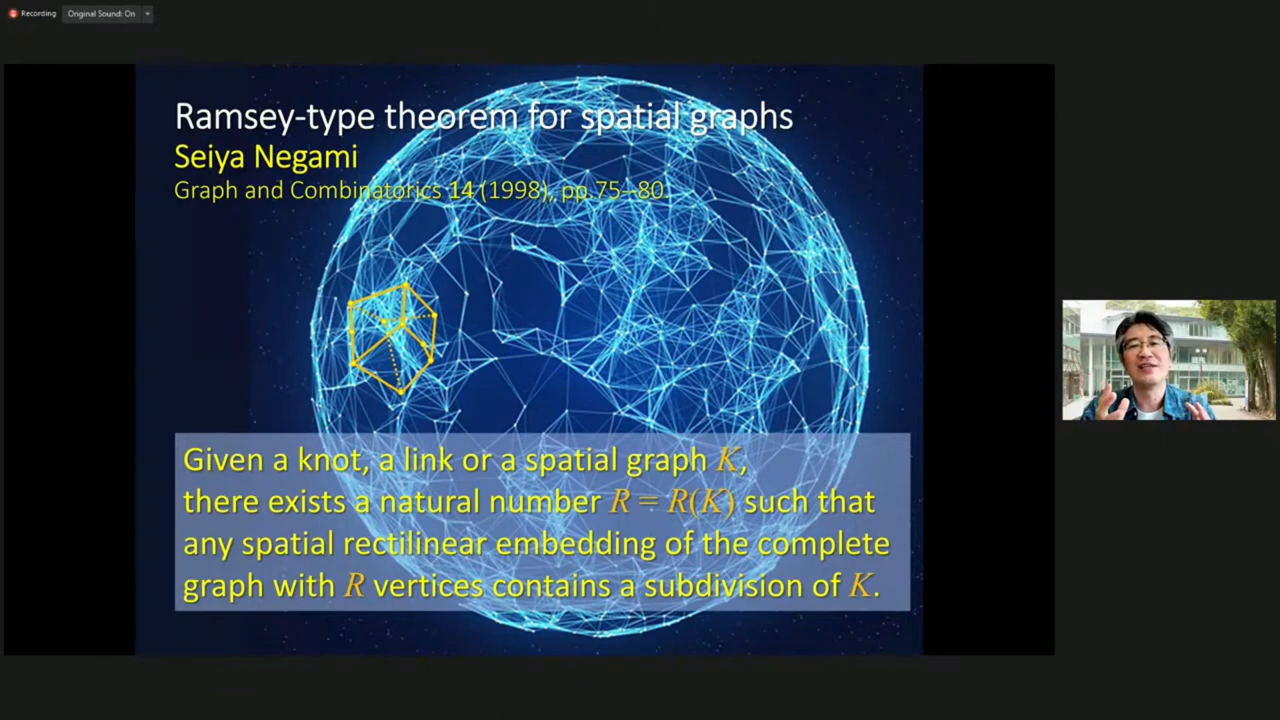 Recording
Original Sound: On
Ramsey-type theorem for spatial graphs
Seiya Negami
Graph and Combinatorics 14 (1998), pp.75--80.
Given a knot, a link or a spatial graph K,
there exists a natural number R = R(K) such that
any spatial rectilinear embedding of the complete
graph with R vertices contains a subdivision of K.